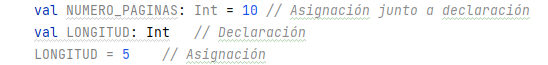 val NUMERO_PAGINAS: Int = 10 // Asignación junto a declaración
val LONGITUD: Int // Declaración
LONGITUD = 5 // Asignación